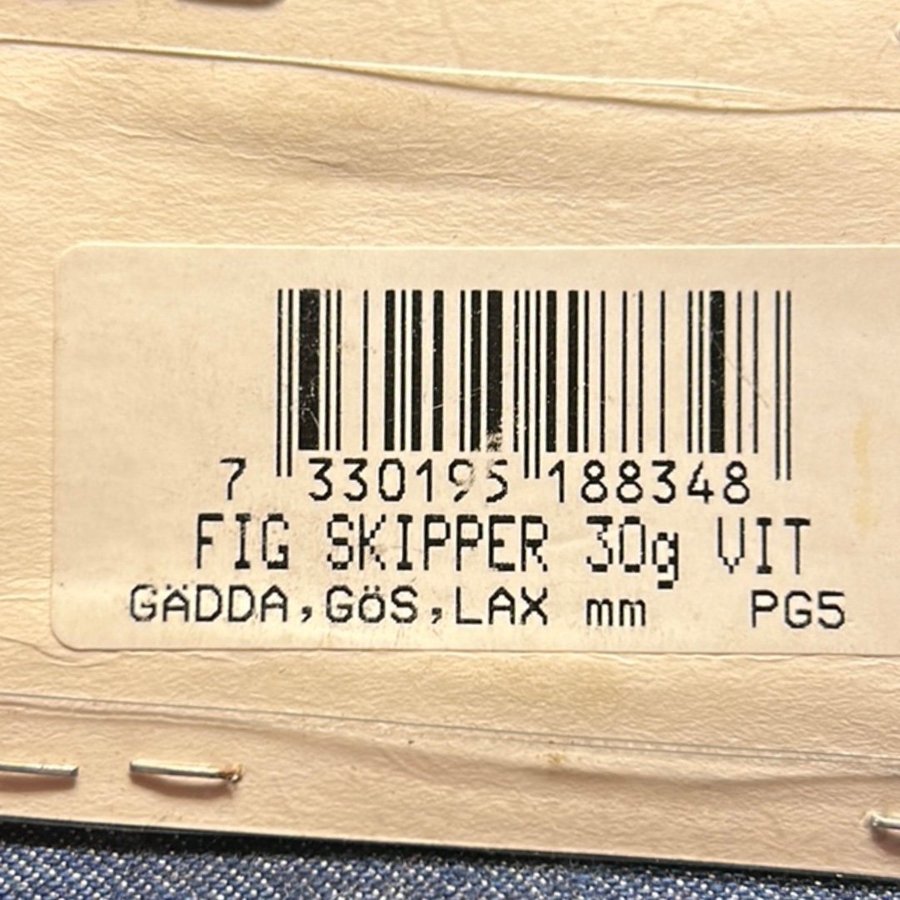 7 330195 188348
FIG SKIPPER 30g VIT
GÄDDA,GöS,LAX mm PG5